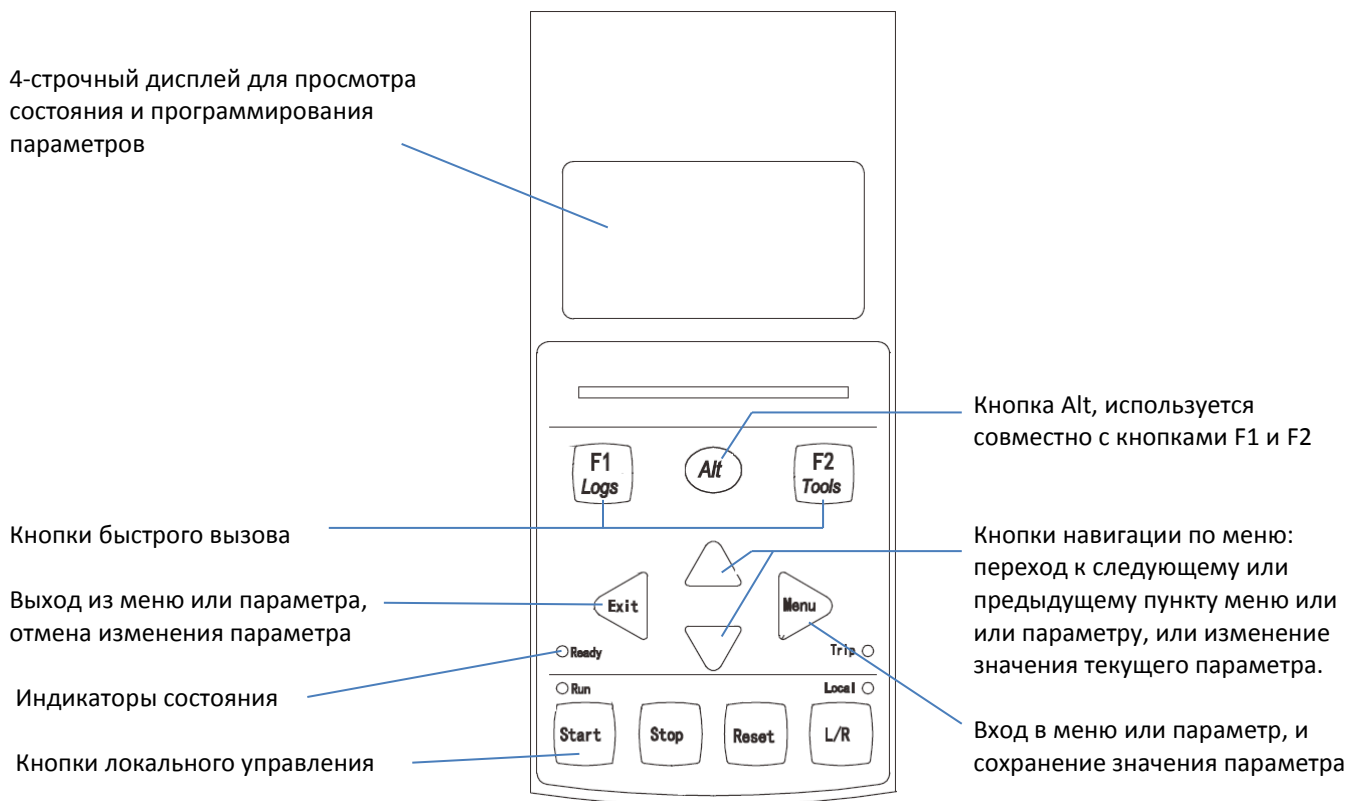 4-строчный дисплей для просмотра
состояния и программирования
параметров
Кнопка Alt, используется
совместно с кнопками F1 и F2
F1
Logs
Alt
F2
Tools
Кнопки быстрого вызова
Кнопки навигации по меню:
переход к следующему или
предыдущему пункту меню или
или параметру, или изменение
значения текущего параметра.
Выход из меню или параметра,
отмена изменения параметра
Exit
Menu
Ready
Trip
Индикаторы состояния
Run
Local
Start
Stop
Reset
L/R
Кнопки локального управления
Вход в меню или параметр, и
сохранение значения параметра